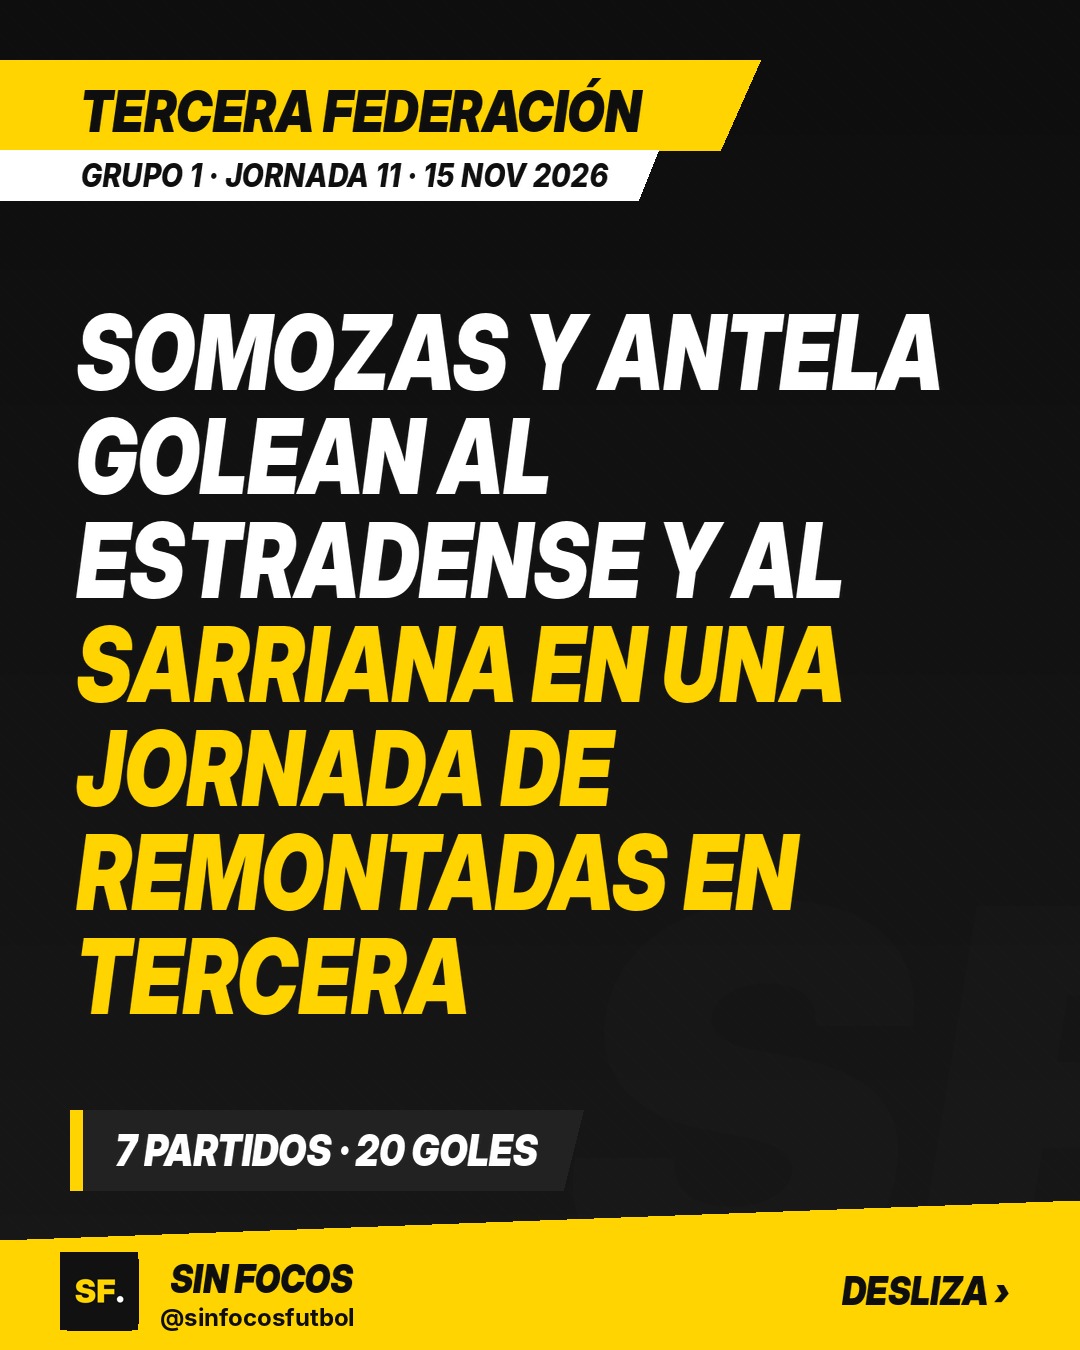 TERCERA FEDERACIÓN
GRUPO 1 · JORNADA 11 · 15 NOV 2026
SOMOZAS Y ANTELA
GOLEAN AL
ESTRADENSE Y AL
SARRIANA EN UNA
JORNADA DE
REMONTADAS EN
TERCERA
7 PARTIDOS · 20 GOLES
SF.
SIN FOCOS
@sinfocosfutbol
DESLIZA ›